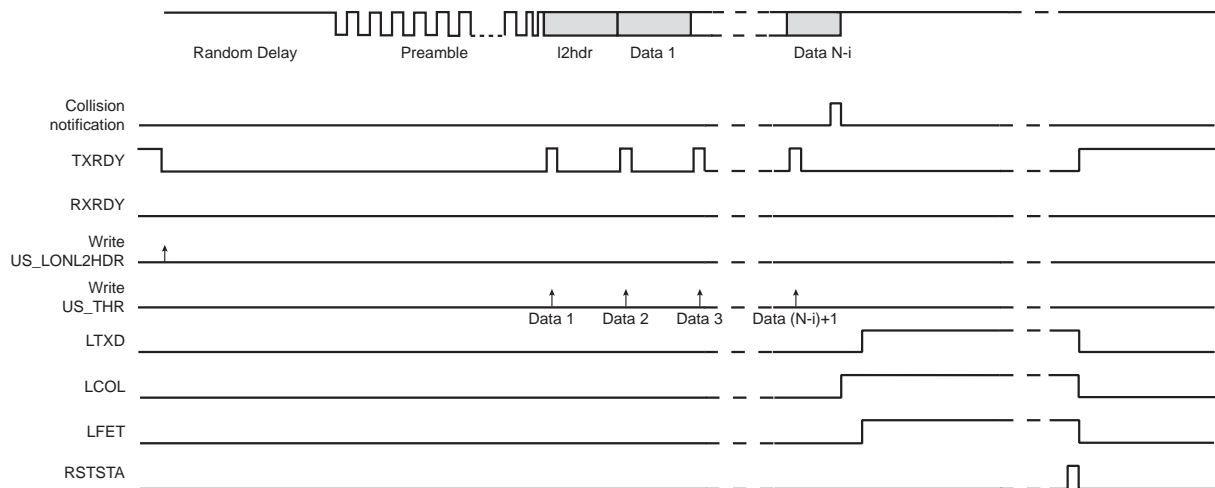 Random Delay Preamble l2hdr Data 1 Data N-i
Collision
notification
TXRDY
RXRDY
Write
US_LONL2HDR
Write
US_THR
Data 1 Data 2 Data 3 Data (N-i)+1
LTXD
LCOL
LFET
RSTSTA